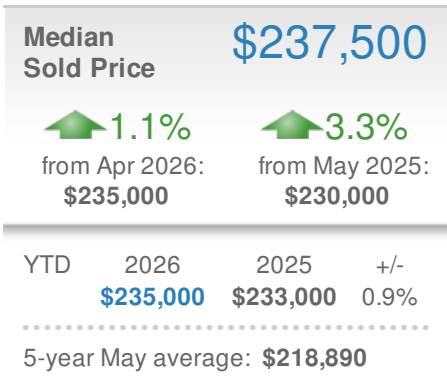 Median
Sold Price
$237,500
1.1%
from Apr 2026:
$235,000
3.3%
from May 2025:
$230,000
YTD 2026 2025 +/-
$235,000 $233,000 0.9%
5-year May average: $218,890